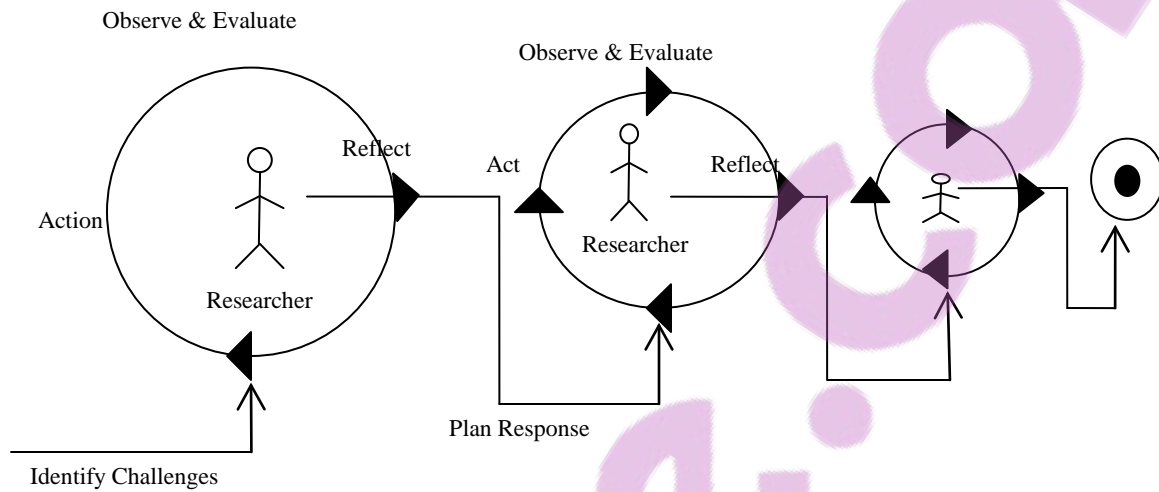 Observe & Evaluate
Observe & Evaluate
Reflect
Act
Reflect
Action
Researcher
Researcher
Plan Response
Identify Challenges